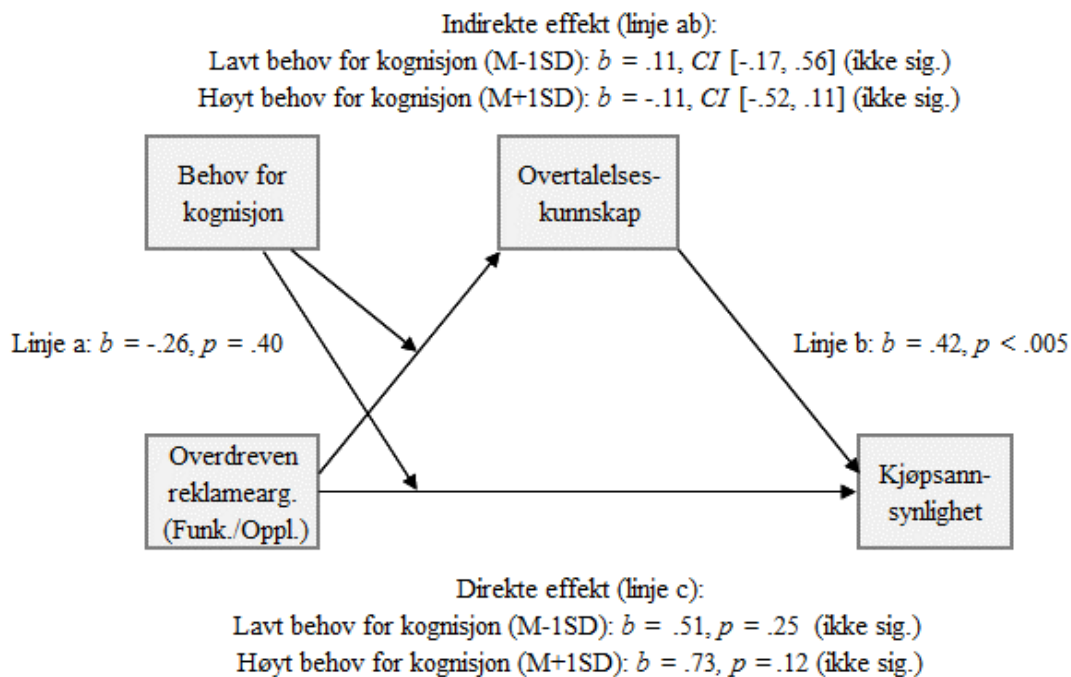 Indirekte effekt (linje ab):
Lavt behov for kognisjon (M-1SD): b = .11, CI [-.17, .56] (ikke sig.)
Høyt behov for kognisjon (M+1SD): b = -.11, CI [-.52, .11] (ikke sig.)
Behov for
kognisjon
Overtalelses-
kunnskap
Linje a: b = -.26, p = .40
Linje b: b = .42, p < .005
Overdreven
reklamearg.
(Funk./Oppl.)
Kjøpsann-
synlighet
Direkte effekt (linje c):
Lavt behov for kognisjon (M-1SD): b = .51, p = .25 (ikke sig.)
Høyt behov for kognisjon (M+1SD): b = .73, p = .12 (ikke sig.)